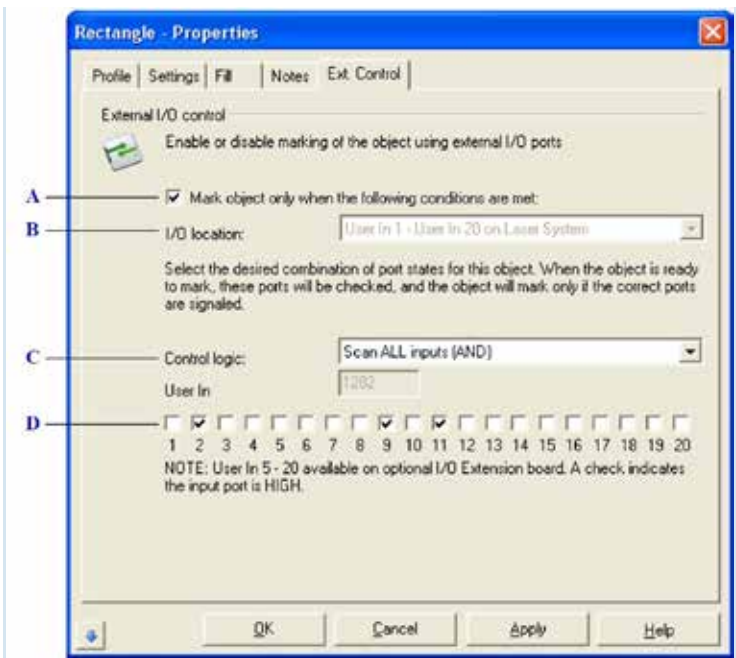 Rectangle - Properties
Profile Settings Fill Notes Ext. Control
External I/O control
Enable or disable marking of the object using external I/O ports
A Mark object only when the following conditions are met:
B I/O location: User In 1 - User In 20 on Laser System
Select the desired combination of port states for this object. When the object is ready
to mark, these ports will be checked, and the object will mark only if the correct ports
are signaled.
C Control logic: Scan ALL inputs (AND)
User In 1282
D
1 2 3 4 5 6 7 8 9 10 11 12 13 14 15 16 17 18 19 20
NOTE: User In 5 - 20 available on optional I/O Extension board. A check indicates
the input port is HIGH.
OK Cancel Apply Help